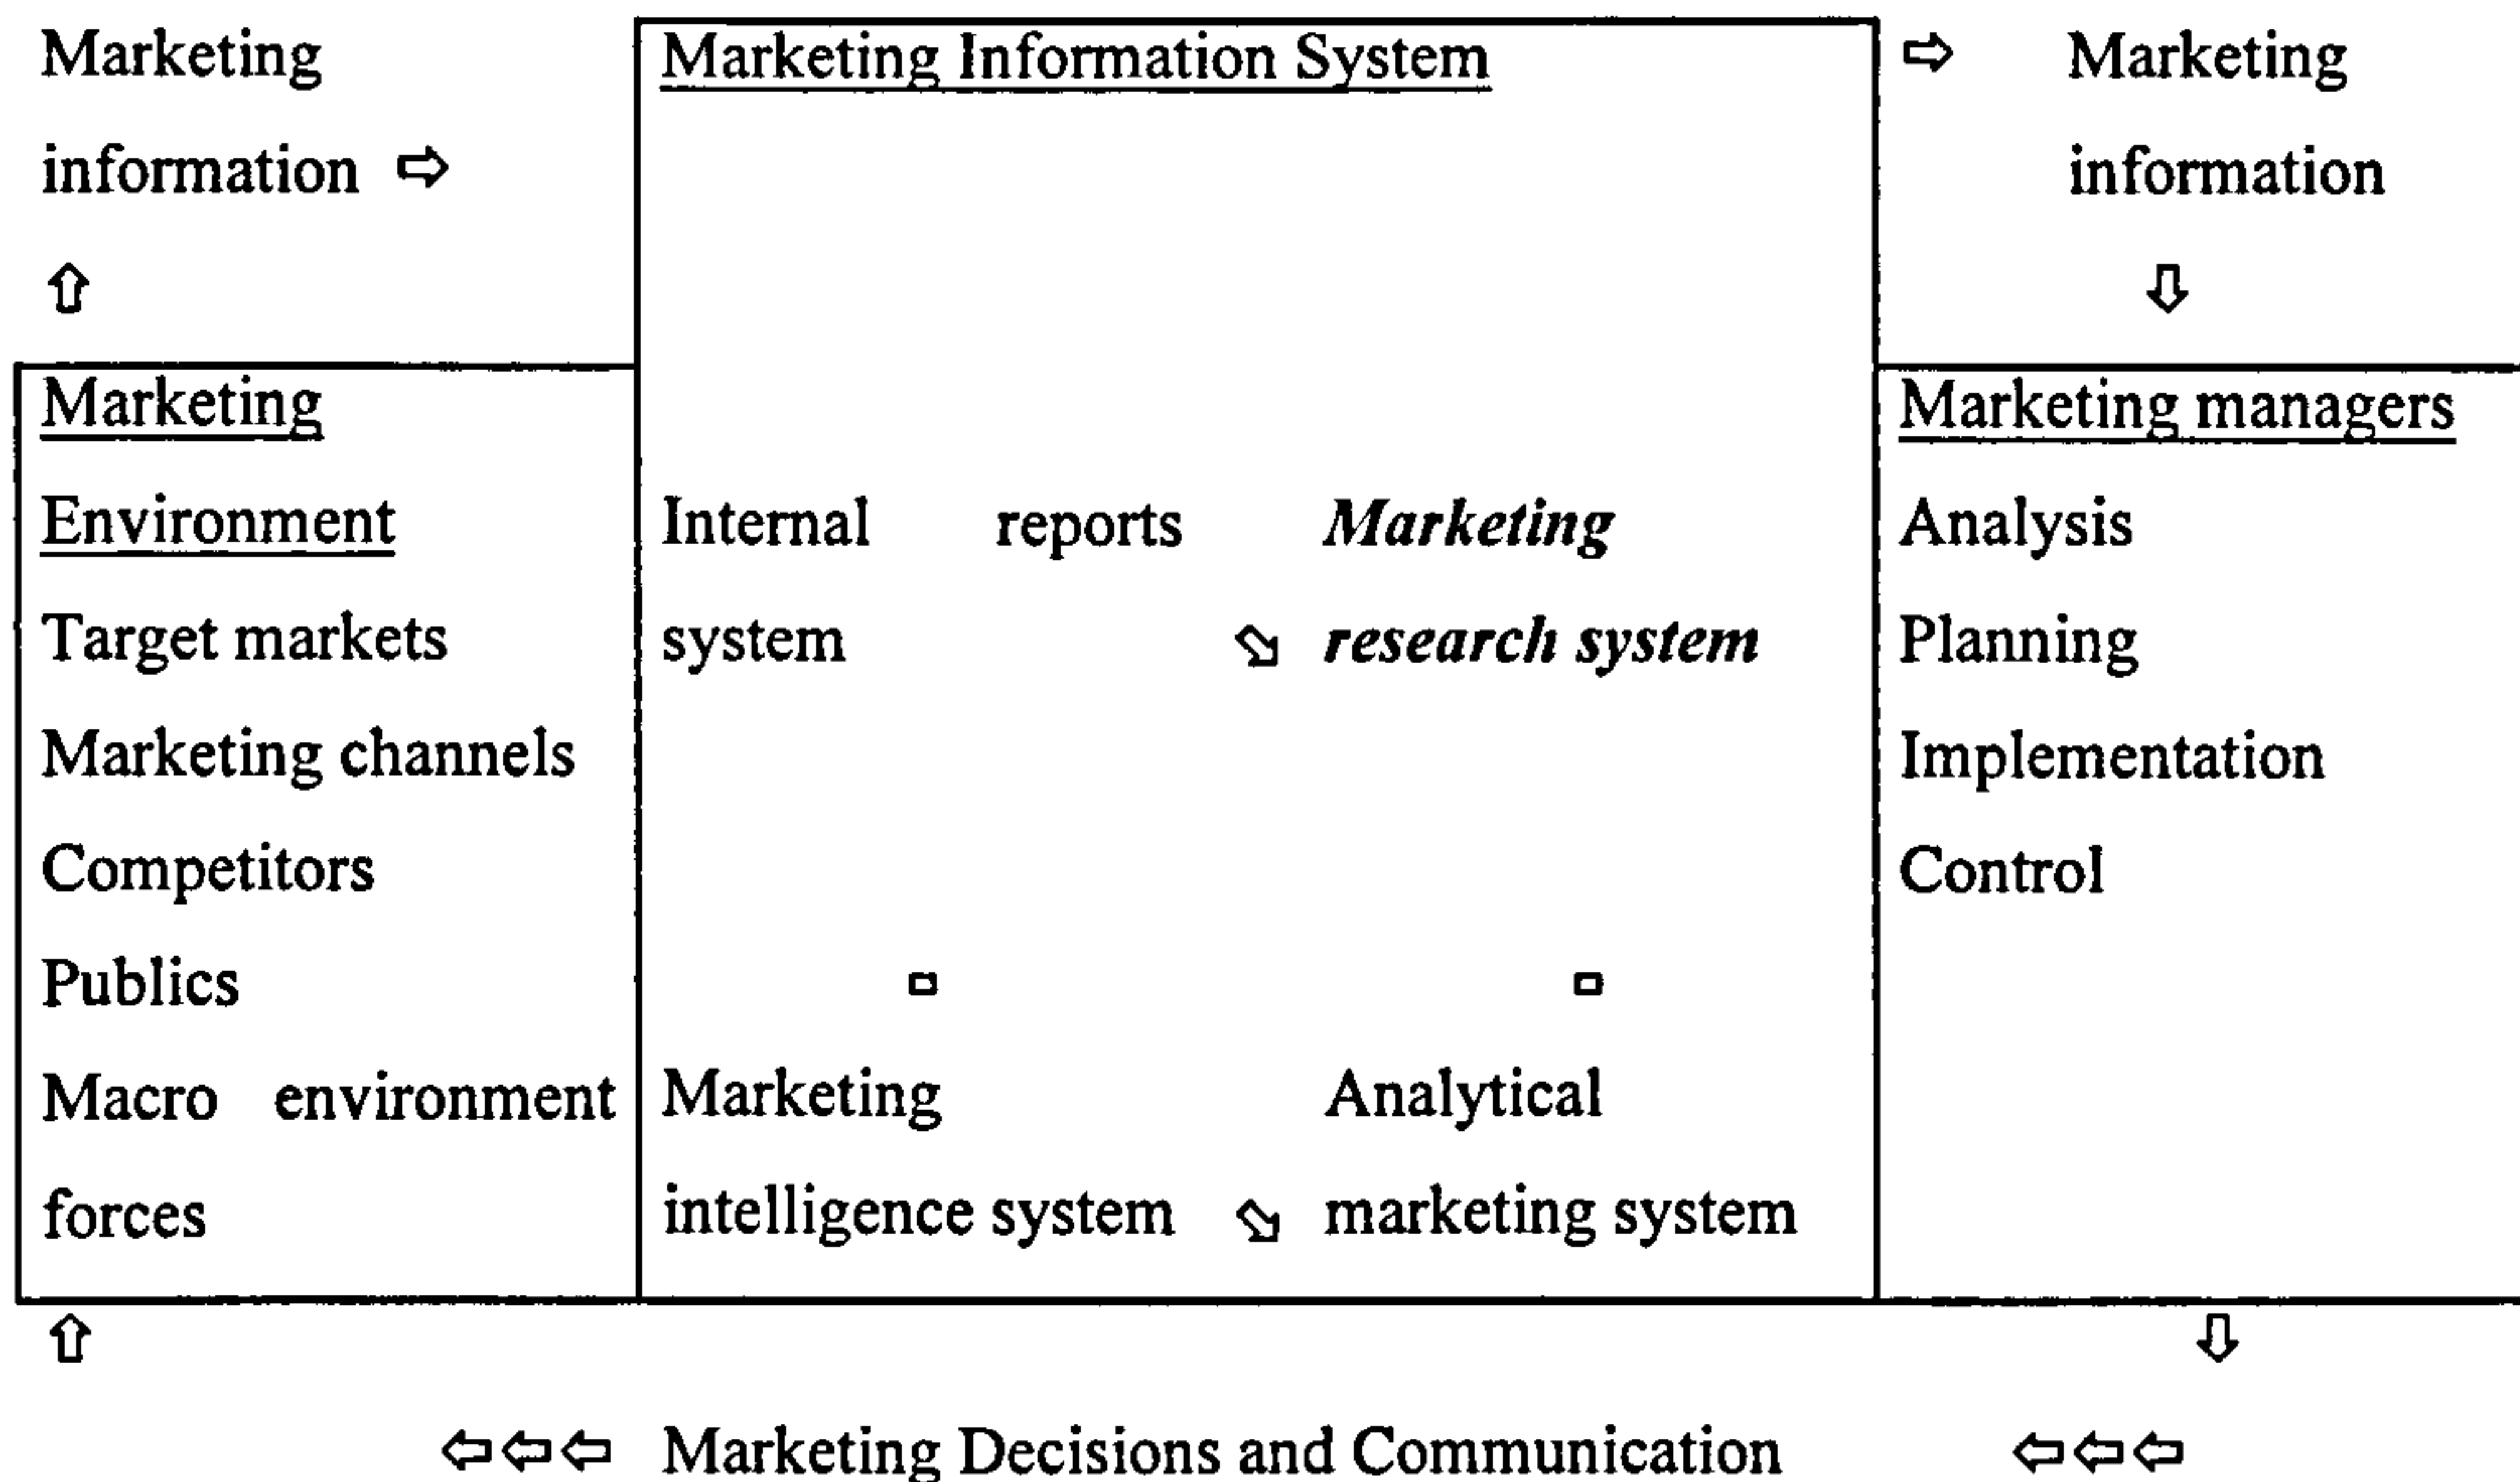 Marketing
information ⇨
⇧
Marketing Information System
⇨ Marketing
information
⇩
Marketing
Environment
Target markets
Marketing channels
Competitors
Publics
Macro environment
forces
Internal reports
system
⬂
Marketing
research system
▫ ▫
Marketing
intelligence system
⬂
Analytical
marketing system
Marketing managers
Analysis
Planning
Implementation
Control
⇧ ⇩
⇦⇦⇦ Marketing Decisions and Communication ⇦⇦⇦